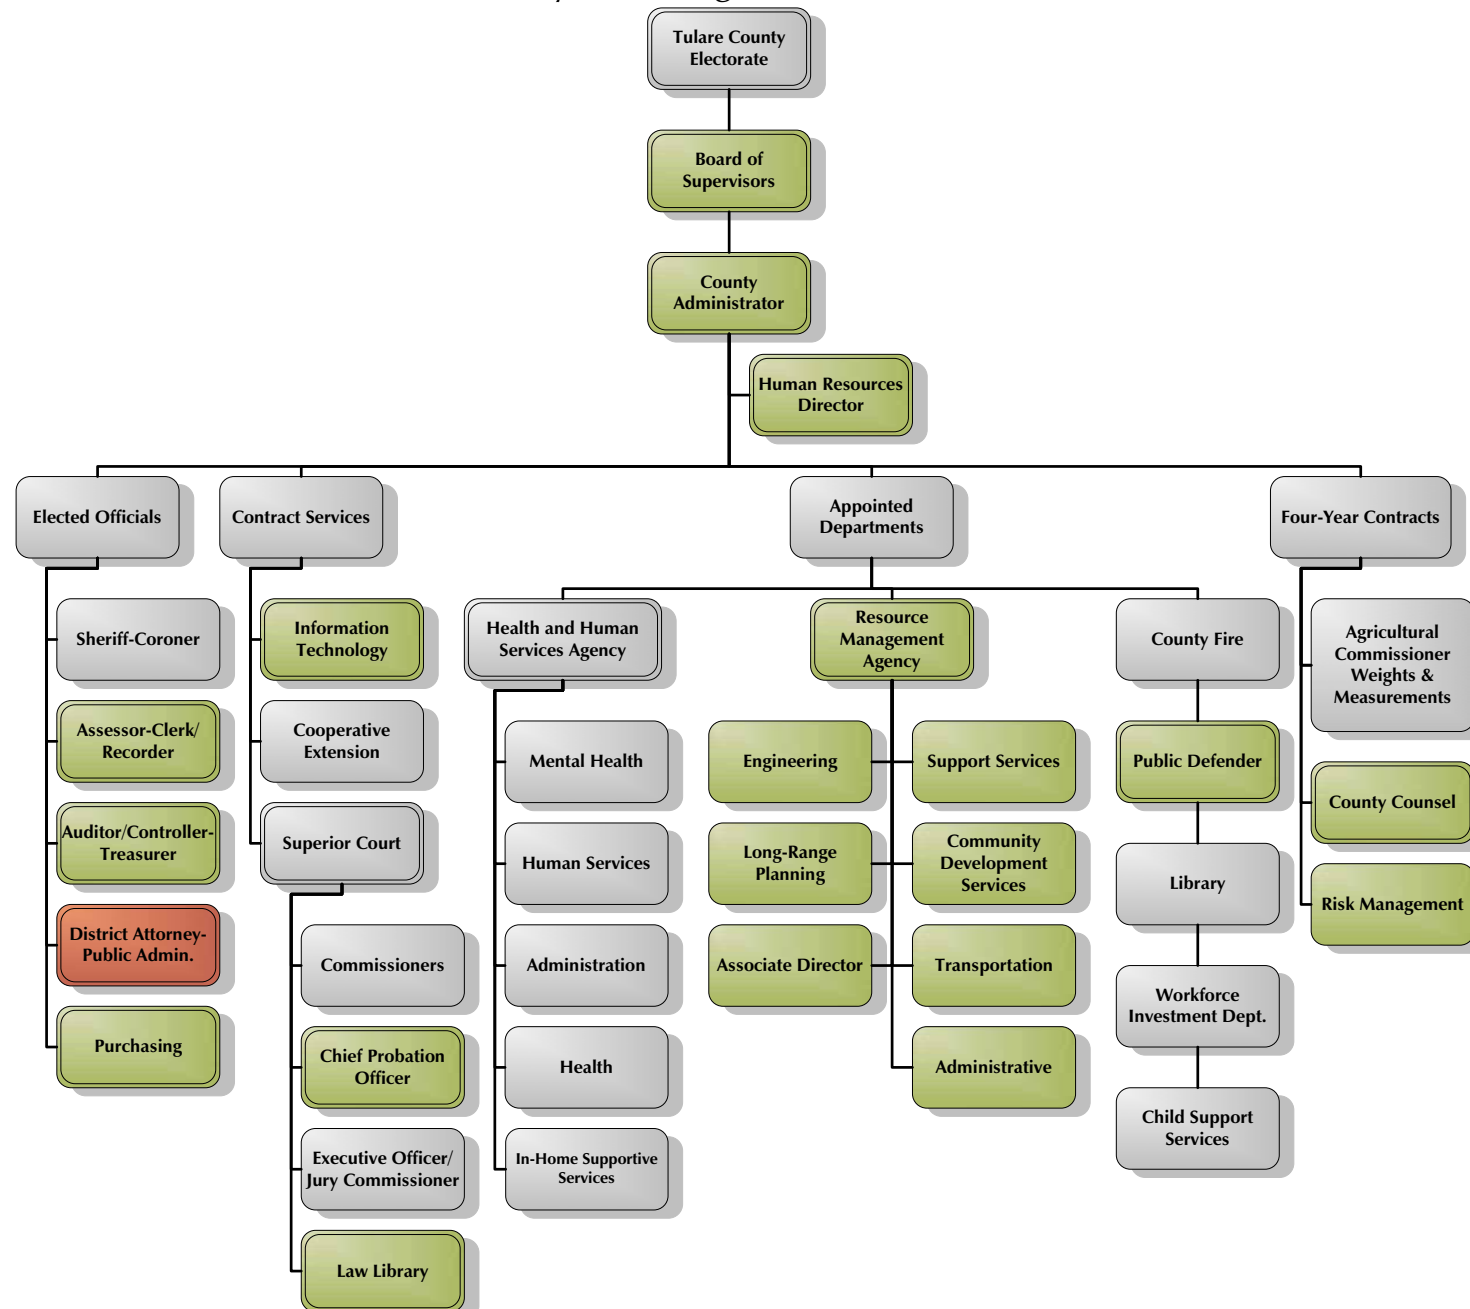 Tulare County
Electorate
Board of
Supervisors
County
Administrator
Human Resources
Director
Elected Officials
Contract Services
Appointed
Departments
Four-Year Contracts
Sheriff-Coroner
Assessor-Clerk/
Recorder
Auditor/Controller-
Treasurer
District Attorney-
Public Admin.
Purchasing
Information
Technology
Cooperative
Extension
Superior Court
Commissioners
Chief Probation
Officer
Executive Officer/
Jury Commissioner
Law Library
Health and Human
Services Agency
Mental Health
Human Services
Administration
Health
In-Home Supportive
Services
Resource
Management
Agency
Engineering
Support Services
Long-Range
Planning
Community
Development
Services
Associate Director
Transportation
Administrative
County Fire
Public Defender
Library
Workforce
Investment Dept.
Child Support
Services
Agricultural
Commissioner
Weights &
Measurements
County Counsel
Risk Management